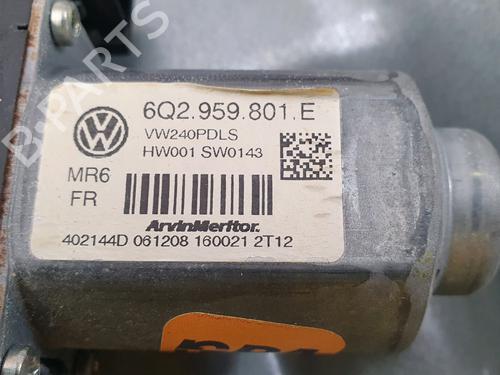 6Q2.959.801.E
VW240PDLS
HW001 SW0143
MR6
FR
ArvinMeritor.
402144D 061208 160021 2T12
B-PARTS